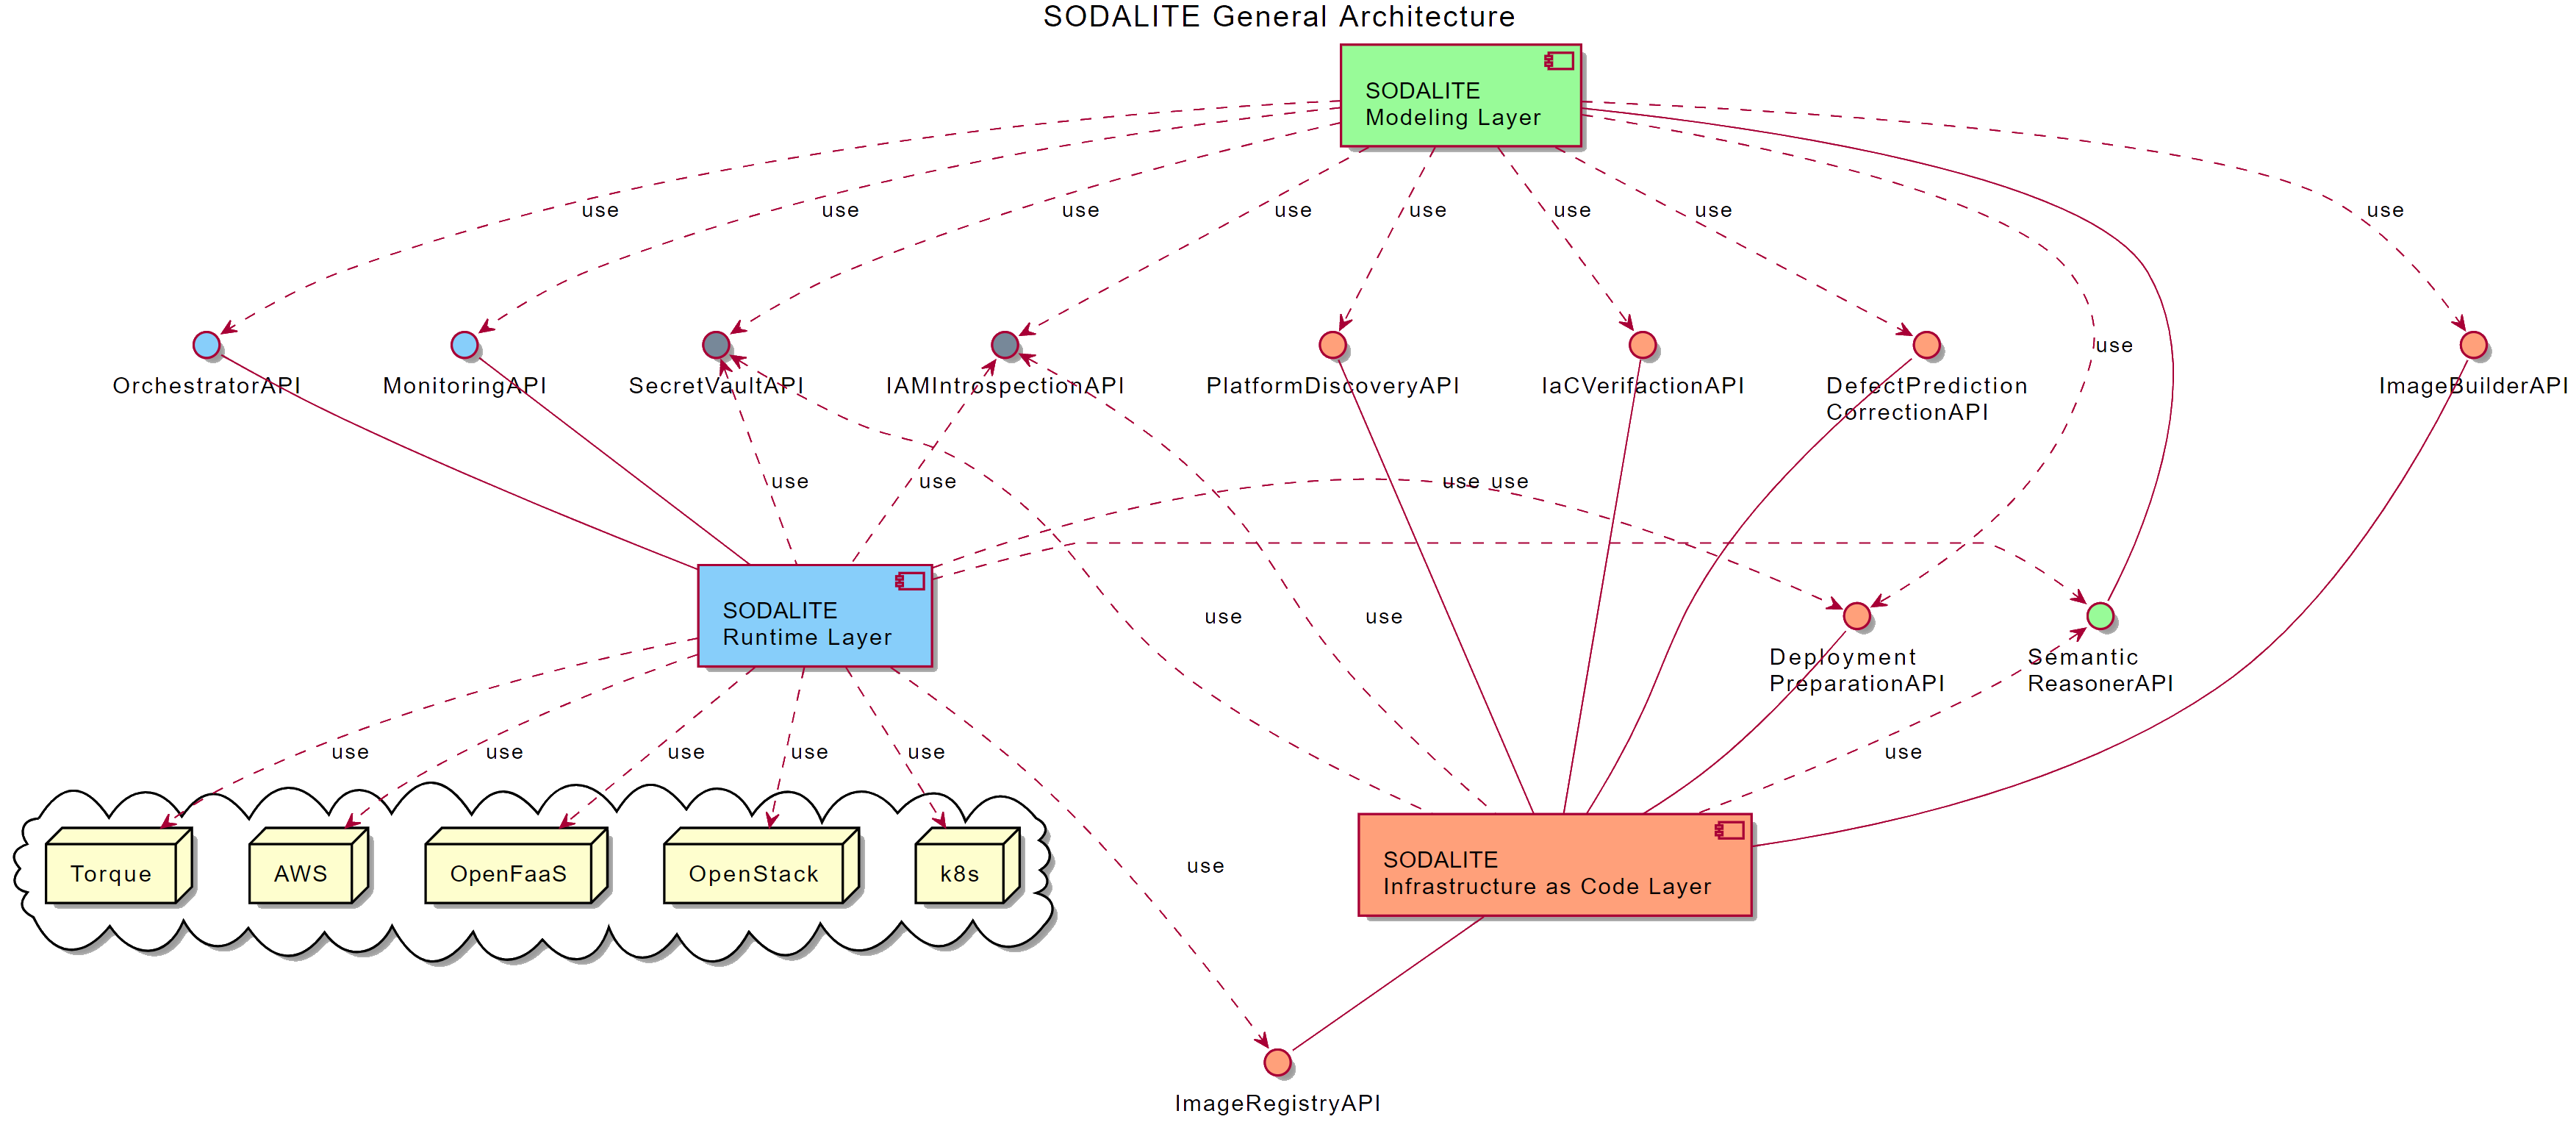 SODALITE General Architecture
SODALITE
Modeling Layer
use
use
use
use
use
use
use
use
OrchestratorAPI
MonitoringAPI
SecretVaultAPI
IAMIntrospectionAPI
PlatformDiscoveryAPI
IaCVerifactionAPI
DefectPrediction
CorrectionAPI
use
ImageBuilderAPI
use
use
use use
SODALITE
Runtime Layer
use
use
Deployment
PreparationAPI
Semantic
ReasonerAPI
use
use
use
use
use
use
Torque
AWS
OpenFaaS
OpenStack
k8s
use
SODALITE
Infrastructure as Code Layer
ImageRegistryAPI